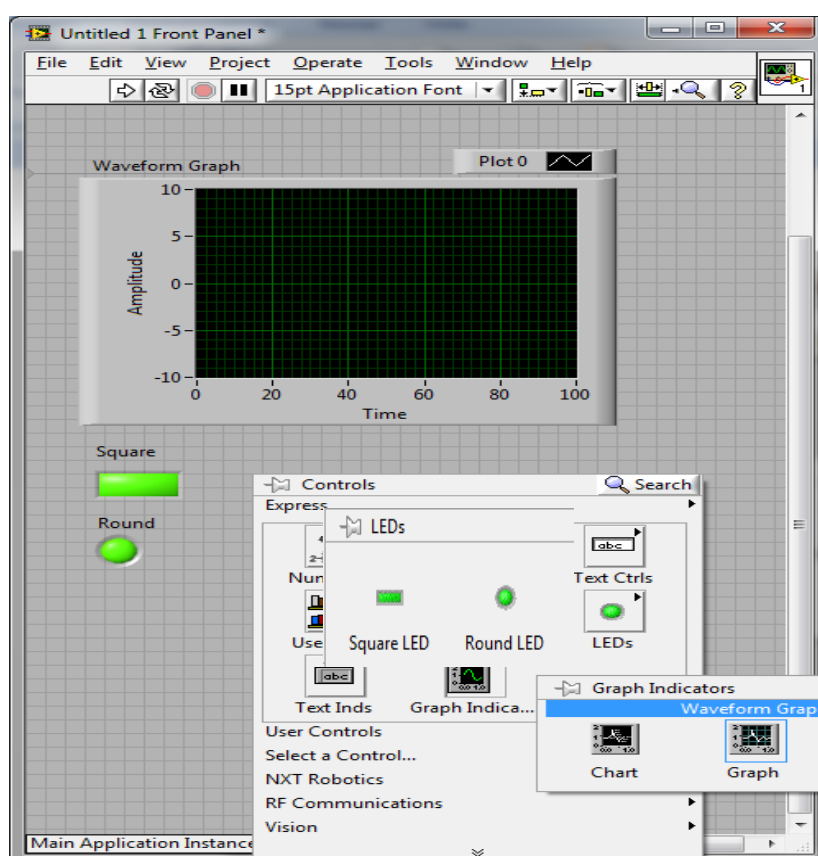 Untitled 1 Front Panel *
File Edit View Project Operate Tools Window Help
15pt Application Font
1
Waveform Graph
Plot 0
10
5
0
-5
-10
Amplitude
0 20 40 60 80 100
Time
Square
Round
Controls
Search
Express
LEDs
abc
Num
Text Ctrls
Use
Square LED
Round LED
LEDs
abc
Text Inds
Graph Indica...
Graph Indicators
Waveform Grap
Chart
Graph
User Controls
Select a Control...
NXT Robotics
RF Communications
Vision
Main Application Instance